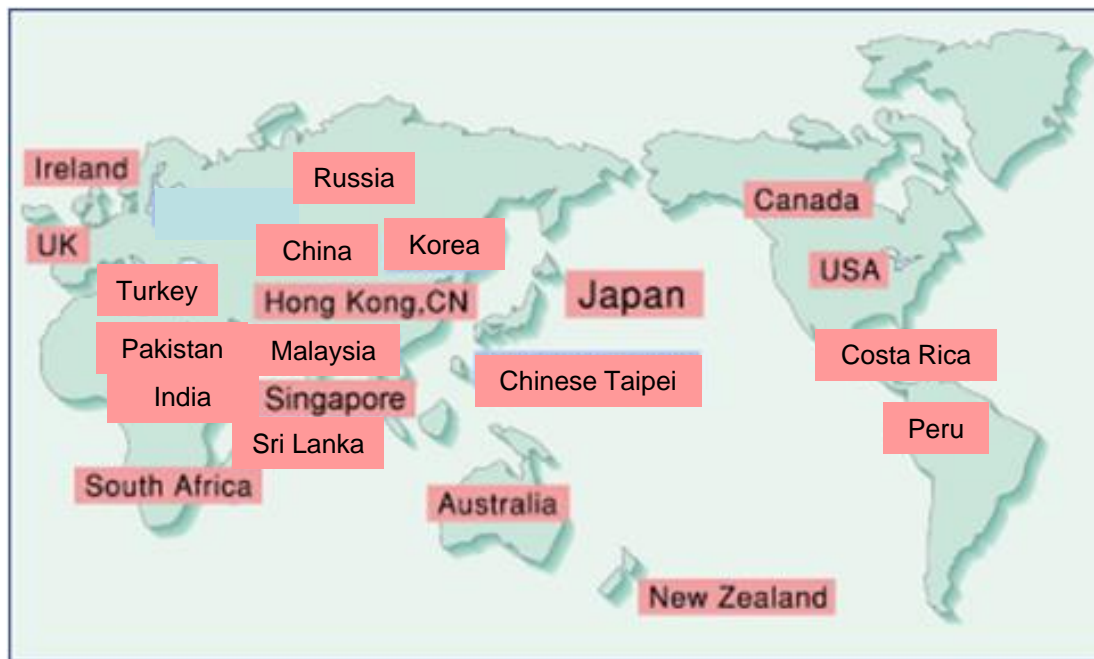 Ireland
Russia
Canada
UK
China
Korea
USA
Turkey
Hong Kong,CN
Japan
Pakistan
Malaysia
Costa Rica
Chinese Taipei
India
Singapore
Peru
Sri Lanka
South Africa
Australia
New Zealand